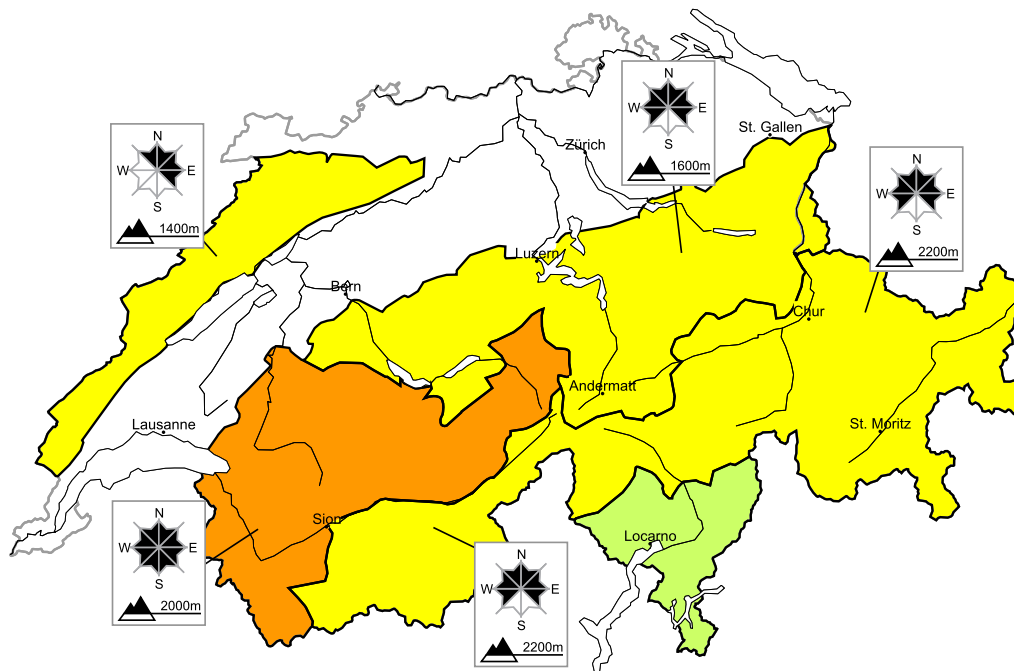 N
W E
S
1600m
St. Gallen
Zürich
N
W E
S
1400m
N
W E
S
2200m
Luzern
Bern
Chur
Andermatt
Lausanne
St. Moritz
Sion
Locarno
N
W E
S
2000m
N
W E
S
2200m